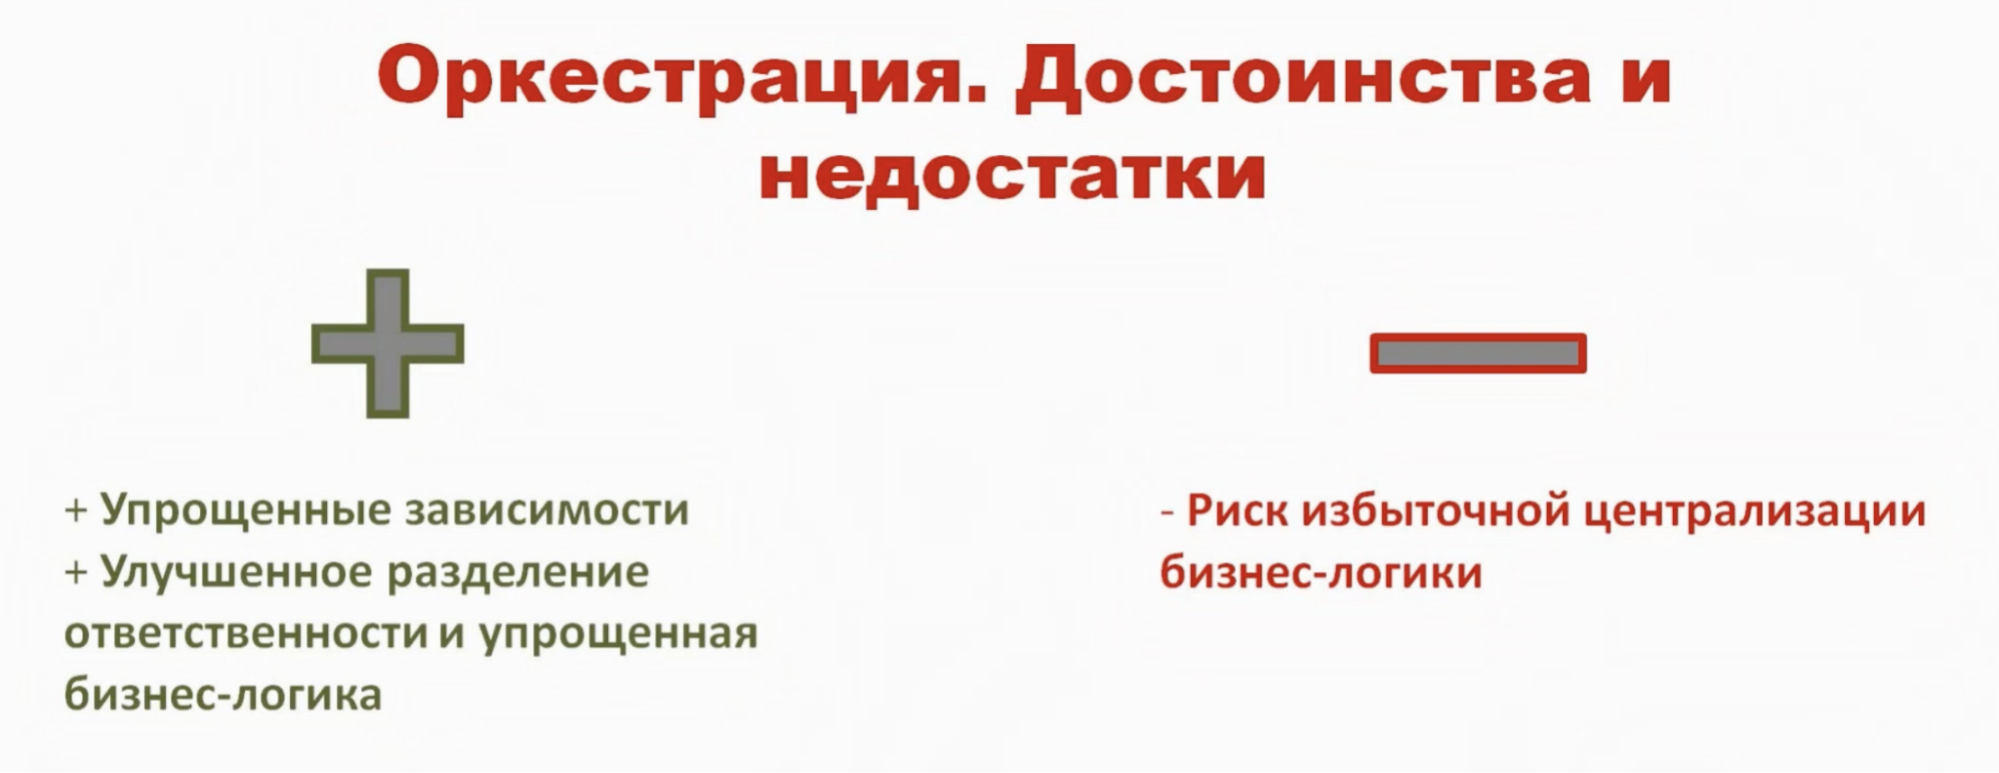 Оркестрация. Достоинства и
недостатки
+ Упрощенные зависимости
+ Улучшенное разделение
ответственности и упрощенная
бизнес-логика
- Риск избыточной централизации
бизнес-логики